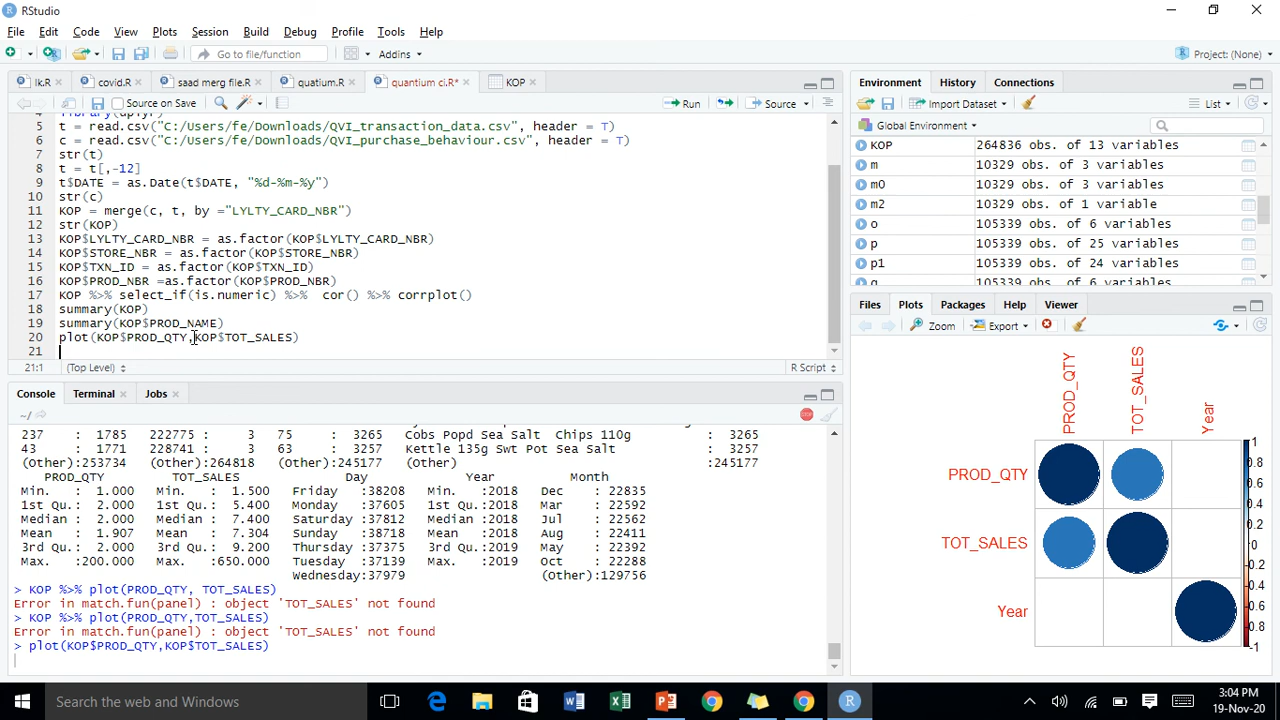 RStudio
File Edit Code View Plots Session Build Debug Profile Tools Help
Go to file/function Addins Project: (None)
lk.R covid.R saad merg file.R quatium.R quantium ci.R* KOP
Source on Save Run Source
4 library(dplyr)
5 t = read.csv("C:/Users/fe/Downloads/QVI_transaction_data.csv", header = T)
6 c = read.csv("C:/Users/fe/Downloads/QVI_purchase_behaviour.csv", header = T)
7 str(t)
8 t = t[,-12]
9 t$DATE = as.Date(t$DATE, "%d-%m-%y")
10 str(c)
11 KOP = merge(c, t, by ="LYLTY_CARD_NBR")
12 str(KOP)
13 KOP$LYLTY_CARD_NBR = as.factor(KOP$LYLTY_CARD_NBR)
14 KOP$STORE_NBR = as.factor(KOP$STORE_NBR)
15 KOP$TXN_ID = as.factor(KOP$TXN_ID)
16 KOP$PROD_NBR =as.factor(KOP$PROD_NBR)
17 KOP %>% select_if(is.numeric) %>%  cor() %>% corrplot()
18 summary(KOP)
19 summary(KOP$PROD_NAME)
20 plot(KOP$PROD_QTY,KOP$TOT_SALES)
21
21:1 (Top Level) R Script
Console Terminal Jobs
~/
237 : 1785 222775 : 3 75 : 3265 Cobs Popd Sea Salt Chips 110g : 3265
43 : 1771 228741 : 3 63 : 3257 Kettle 135g Swt Pot Sea Salt : 3257
(Other):253734 (Other):264818 (Other):245177 (Other) :245177
PROD_QTY TOT_SALES Day Year Month
Min. : 1.000 Min. : 1.500 Friday :38208 Min. :2018 Dec : 22835
1st Qu.: 2.000 1st Qu.: 5.400 Monday :37605 1st Qu.:2018 Mar : 22592
Median : 2.000 Median : 7.400 Saturday :37812 Median :2018 Jul : 22562
Mean : 1.907 Mean : 7.304 Sunday :38718 Mean :2018 Aug : 22411
3rd Qu.: 2.000 3rd Qu.: 9.200 Thursday :37375 3rd Qu.:2019 May : 22392
Max. :200.000 Max. :650.000 Tuesday :37139 Max. :2019 Oct : 22288
Wednesday:37979 (Other):129756
> KOP %>% plot(PROD_QTY, TOT_SALES)
Error in match.fun(panel) : object 'TOT_SALES' not found
> KOP %>% plot(PROD_QTY,TOT_SALES)
Error in match.fun(panel) : object 'TOT_SALES' not found
> plot(KOP$PROD_QTY,KOP$TOT_SALES)
Environment History Connections
Import Dataset List
Global Environment
KOP 264836 obs. of 13 variables
m 10329 obs. of 3 variables
m0 10329 obs. of 3 variables
m2 10329 obs. of 1 variable
o 105339 obs. of 6 variables
p 105339 obs. of 25 variables
p1 105339 obs. of 24 variables
Files Plots Packages Help Viewer
Zoom Export
PROD_QTY TOT_SALES Year
PROD_QTY
TOT_SALES
Year
1
0.8
0.6
0.4
0.2
0
-0.2
-0.4
-0.6
-0.8
-1
Search the web and Windows
3:04 PM
19-Nov-20